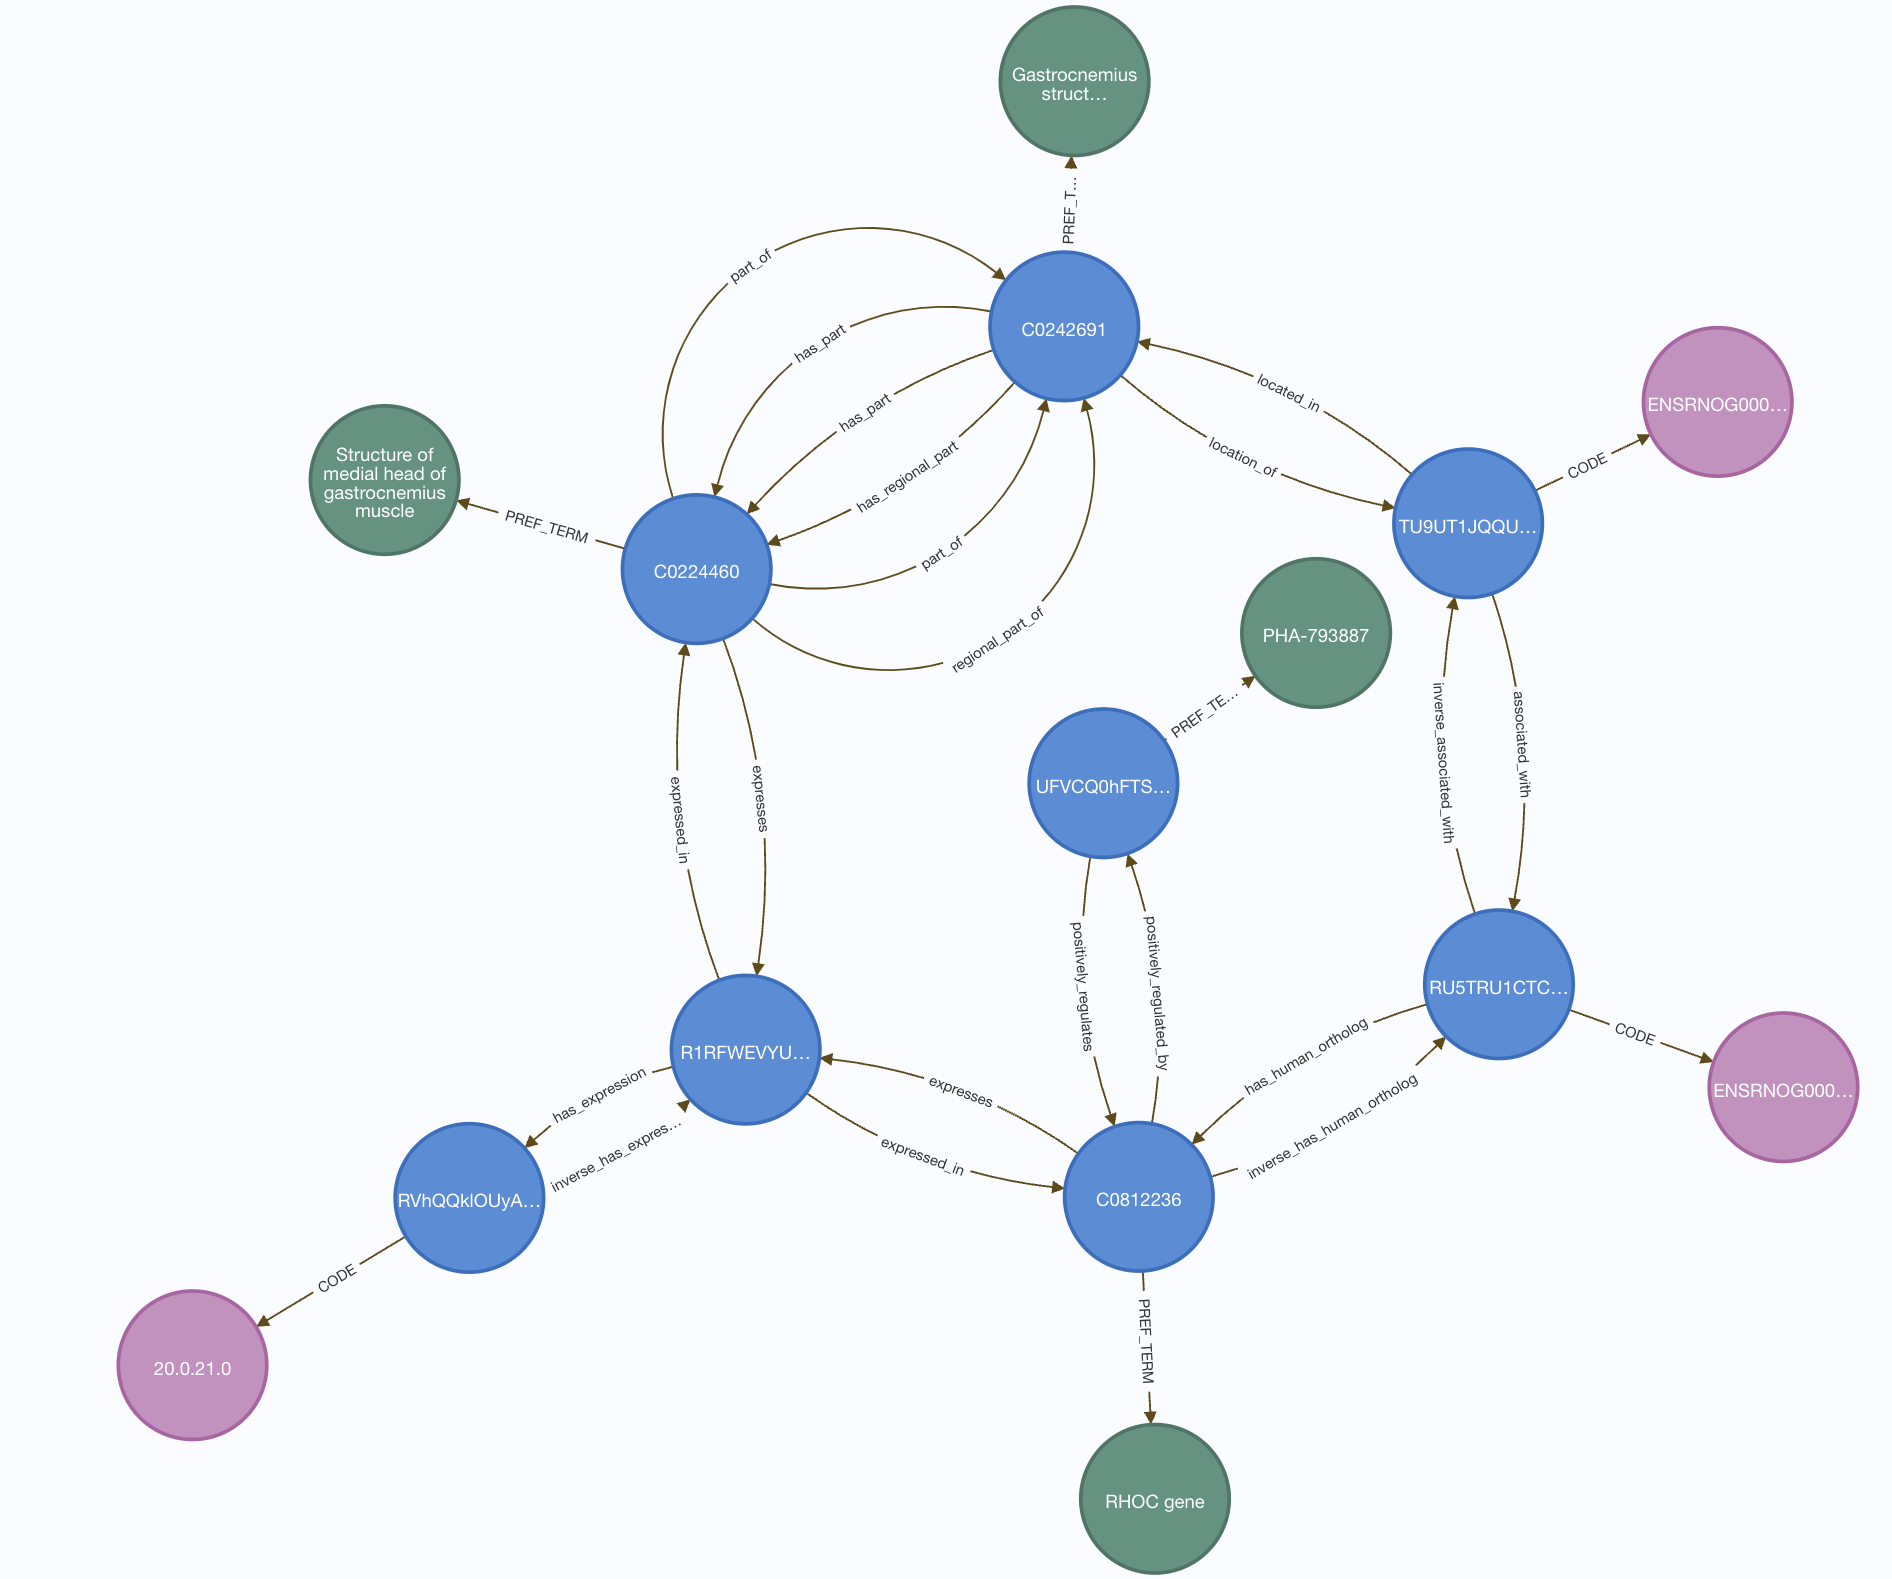 Gastrocnemius
struct…
PREF_T…
part_of
C0242691
has_part
located_in
has_part
ENSRNOG000…
location_of
has_regional_part
CODE
Structure of
medial head of
gastrocnemius
muscle
PREF_TERM
TU9UT1JQQU…
part_of
C0224460
regional_part_of
PHA-793887
PREF_TE…
inverse_associated_with
associated_with
UFVCQ0hFTS…
expressed_in
expresses
positively_regulates
positively_regulated_by
RU5TRU1CTC…
CODE
has_human_ortholog
R1RFWEVYU…
ENSRNOG000…
has_expression
expresses
inverse_has_human_ortholog
inverse_has_expres…
expressed_in
RVhQQklOUyA…
C0812236
CODE
PREF_TERM
20.0.21.0
RHOC gene